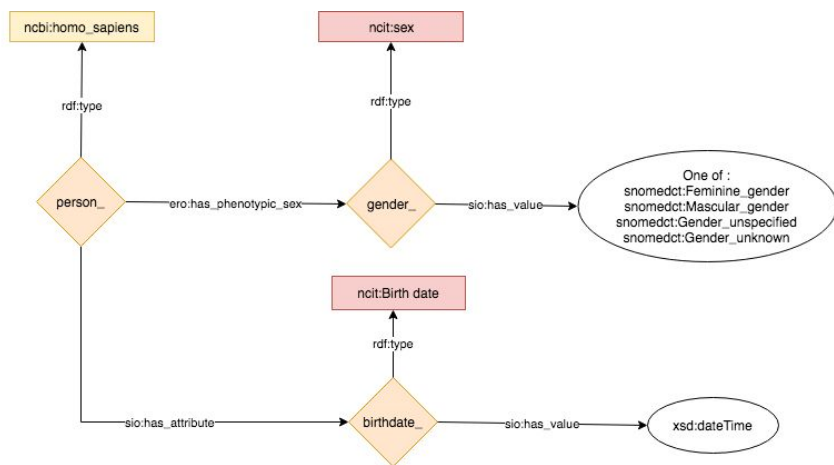 ncbi:homo_sapiens
ncit:sex
rdf:type
rdf:type
person_
ero:has_phenotypic_sex
gender_
sio:has_value
One of :
snomedct:Feminine_gender
snomedct:Mascular_gender
snomedct:Gender_unspecified
snomedct:Gender_unknown
ncit:Birth date
rdf:type
sio:has_attribute
birthdate_
sio:has_value
xsd:dateTime